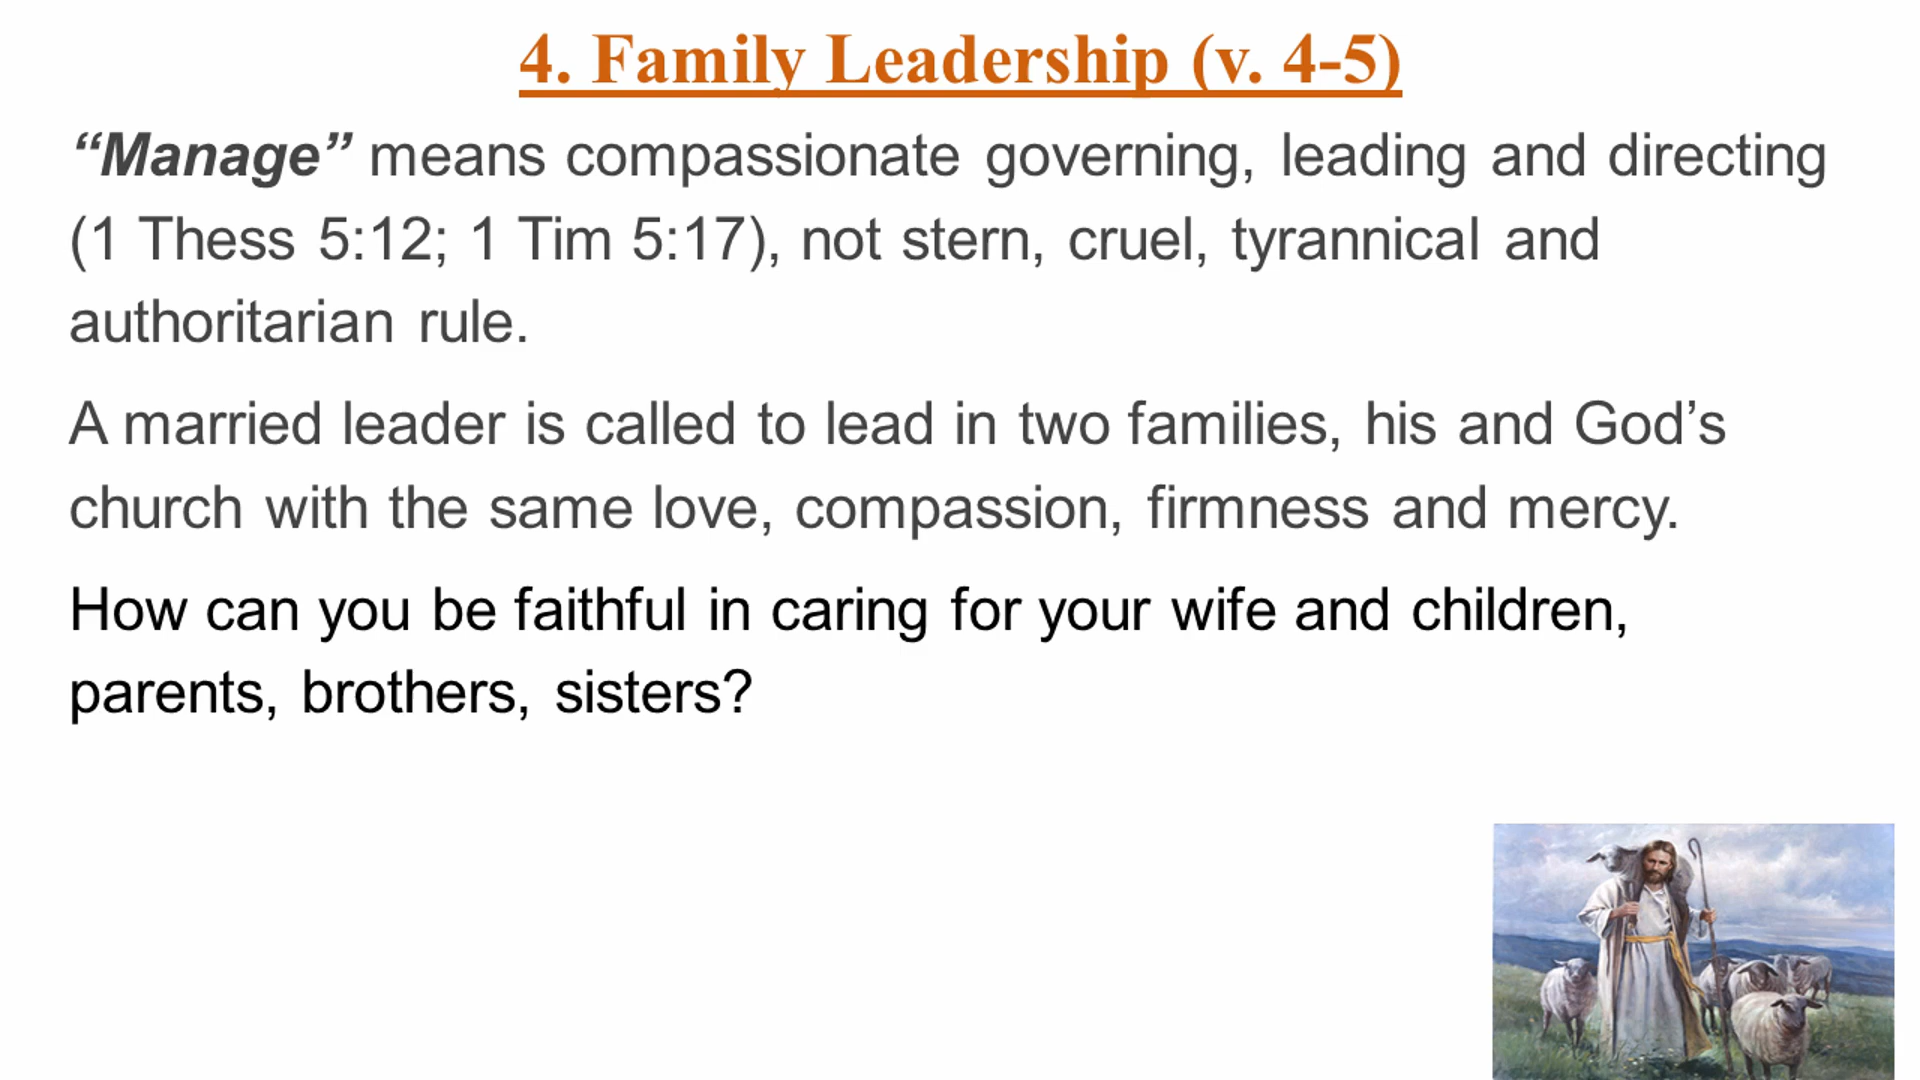 4. Family Leadership (v. 4-5)
“Manage” means compassionate governing, leading and directing
(1 Thess 5:12; 1 Tim 5:17), not stern, cruel, tyrannical and
authoritarian rule.
A married leader is called to lead in two families, his and God’s
church with the same love, compassion, firmness and mercy.
How can you be faithful in caring for your wife and children,
parents, brothers, sisters?